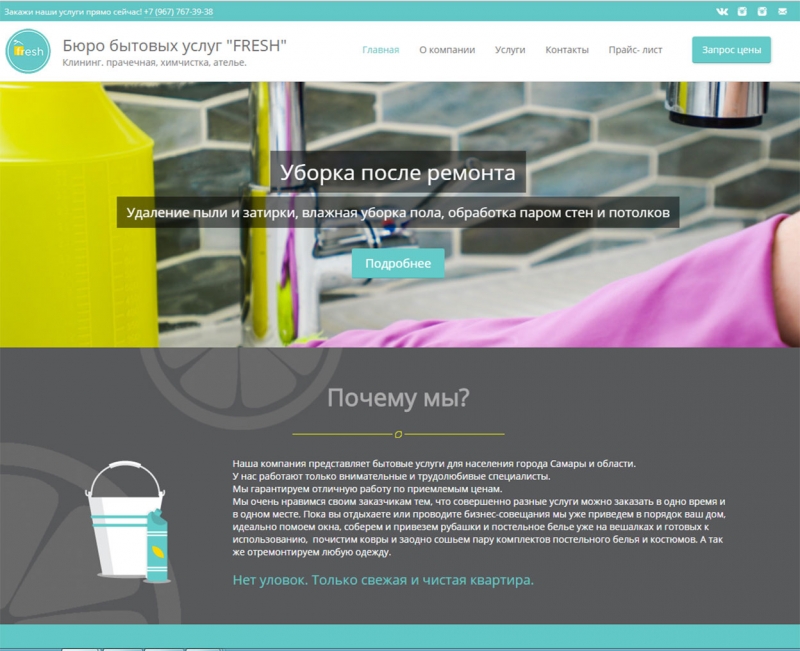 Закажи наши услуги прямо сейчас! +7 (967) 767-39-38
fresh
Бюро бытовых услуг "FRESH"
Клининг. прачечная, химчистка, ателье.
Главная
О компании
Услуги
Контакты
Прайс- лист
Запрос цены
Уборка после ремонта
Удаление пыли и затирки, влажная уборка пола, обработка паром стен и потолков
Подробнее
Почему мы?
Наша компания представляет бытовые услуги для населения города Самары и области.
У нас работают только внимательные и трудолюбивые специалисты.
Мы гарантируем отличную работу по приемлемым ценам.
Мы очень нравимся своим заказчикам тем, что совершенно разные услуги можно заказать в одно время и
в одном месте. Пока вы отдыхаете или проводите бизнес-совещания мы уже приведем в порядок ваш дом,
идеально помоем окна, соберем и привезем рубашки и постельное белье уже на вешалках и готовых к
использованию, почистим ковры и заодно сошьем пару комплектов постельного белья и костюмов. А так
же отремонтируем любую одежду.
Нет уловок. Только свежая и чистая квартира.